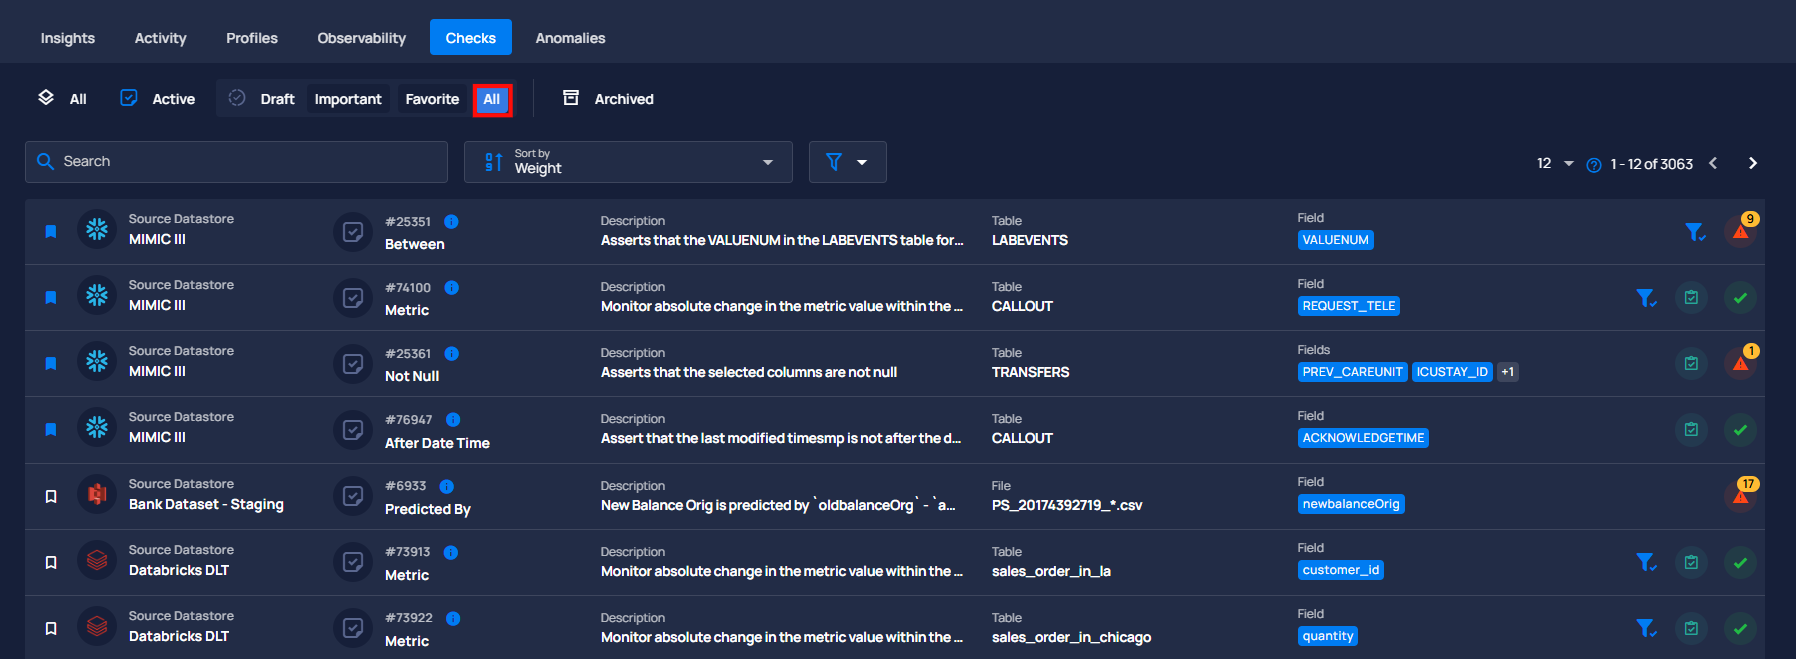 Insights Activity Profiles Observability Checks Anomalies
All Active Draft Important Favorite All Archived
Search
Sort by
Weight
12 1 - 12 of 3063
Source Datastore
MIMIC III
#25351
Between
Description
Asserts that the VALUENUM in the LABEVENTS table for...
Table
LABEVENTS
Field
VALUENUM
9
Source Datastore
MIMIC III
#74100
Metric
Description
Monitor absolute change in the metric value within the ...
Table
CALLOUT
Field
REQUEST_TELE
Source Datastore
MIMIC III
#25361
Not Null
Description
Asserts that the selected columns are not null
Table
TRANSFERS
Fields
PREV_CAREUNIT ICUSTAY_ID +1
1
Source Datastore
MIMIC III
#76947
After Date Time
Description
Assert that the last modified timesmp is not after the d...
Table
CALLOUT
Field
ACKNOWLEDGETIME
Source Datastore
Bank Dataset - Staging
#6933
Predicted By
Description
New Balance Orig is predicted by `oldbalanceOrg` - `a...
File
PS_20174392719_*.csv
Field
newbalanceOrig
17
Source Datastore
Databricks DLT
#73913
Metric
Description
Monitor absolute change in the metric value within the ...
Table
sales_order_in_la
Field
customer_id
Source Datastore
Databricks DLT
#73922
Metric
Description
Monitor absolute change in the metric value within the ...
Table
sales_order_in_chicago
Field
quantity